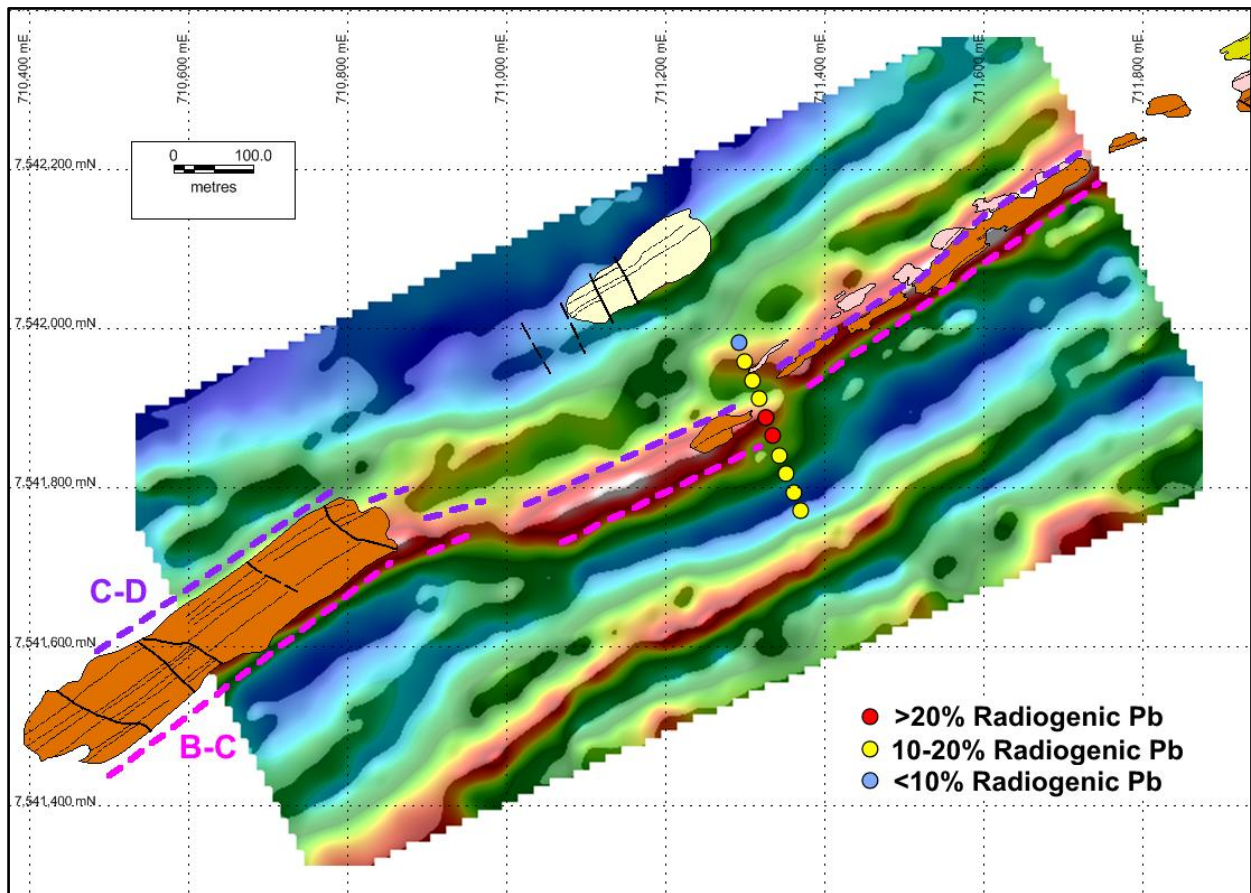 710,400 mE
710,600 mE
710,800 mE
711,000 mE
711,200 mE
711,400 mE
711,600 mE
711,800 mE
0 100.0
metres
7,542,200 mN
7,542,000 mN
7,541,800 mN
7,541,600 mN
7,541,400 mN
C-D
B-C
>20% Radiogenic Pb
10-20% Radiogenic Pb
<10% Radiogenic Pb